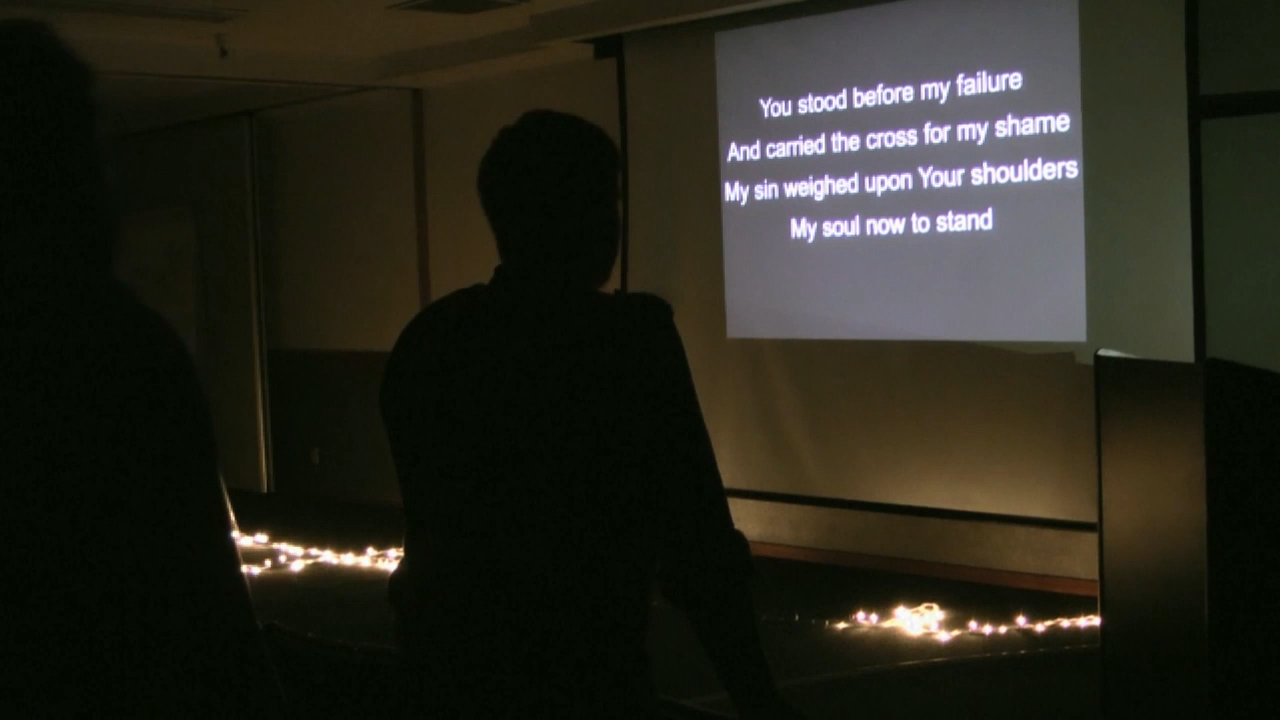 You stood before my failure
And carried the cross for my shame
My sin weighed upon Your shoulders
My soul now to stand